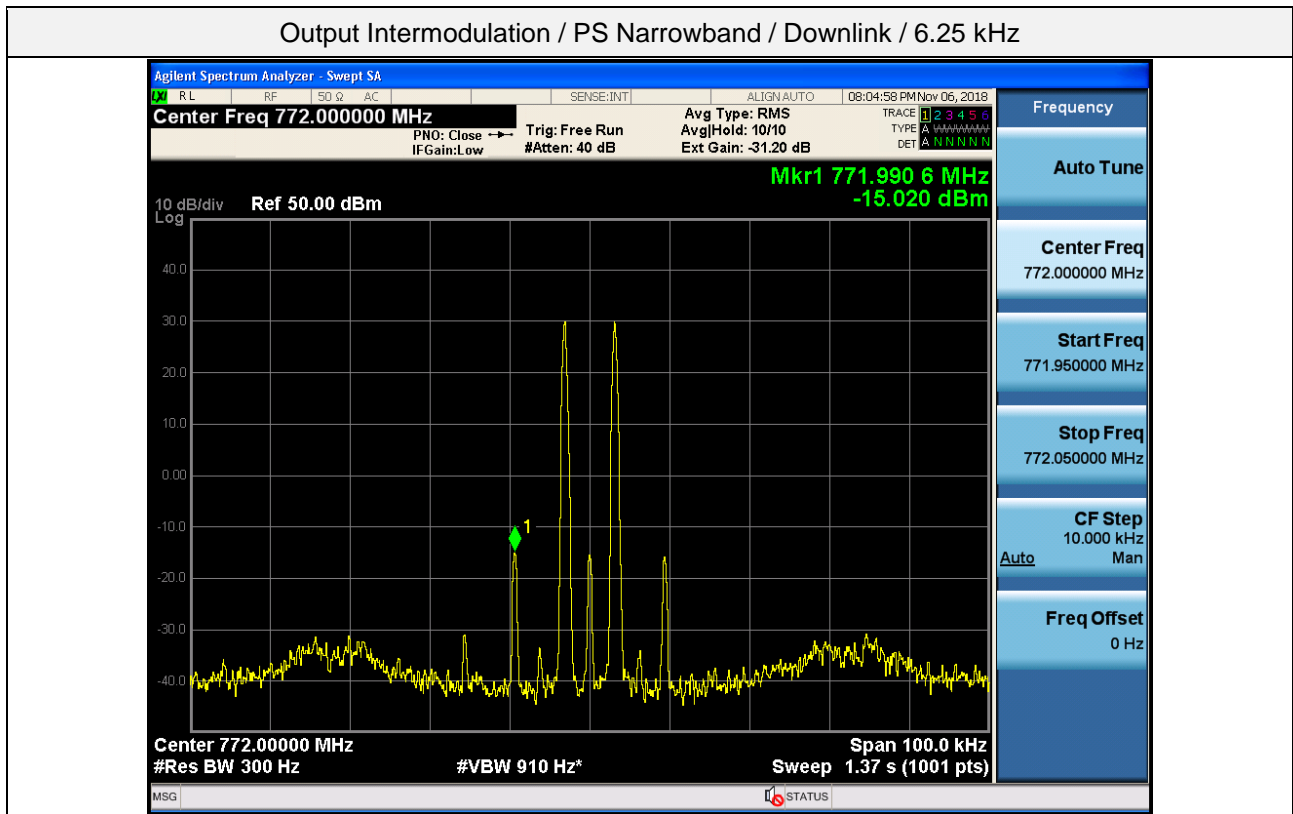 Output Intermodulation / PS Narrowband / Downlink / 6.25 kHz
Agilent Spectrum Analyzer - Swept SA
LXI RL RF 50 Ω AC SENSE:INT ALIGN AUTO 08:04:58 PM Nov 06, 2018
Center Freq 772.000000 MHz
PNO: Close
IFGain:Low
Trig: Free Run
#Atten: 40 dB
Avg Type: RMS
Avg|Hold: 10/10
Ext Gain: -31.20 dB
TRACE 1 2 3 4 5 6
TYPE A WWWWW
DET A N N N N N
Mkr1 771.990 6 MHz
-15.020 dBm
10 dB/div Ref 50.00 dBm
Log
40.0
30.0
20.0
10.0
0.00
-10.0
-20.0
-30.0
-40.0
1
Center 772.00000 MHz
Span 100.0 kHz
#Res BW 300 Hz
#VBW 910 Hz*
Sweep 1.37 s (1001 pts)
MSG
STATUS
Frequency
Auto Tune
Center Freq
772.000000 MHz
Start Freq
771.950000 MHz
Stop Freq
772.050000 MHz
CF Step
10.000 kHz
Auto Man
Freq Offset
0 Hz